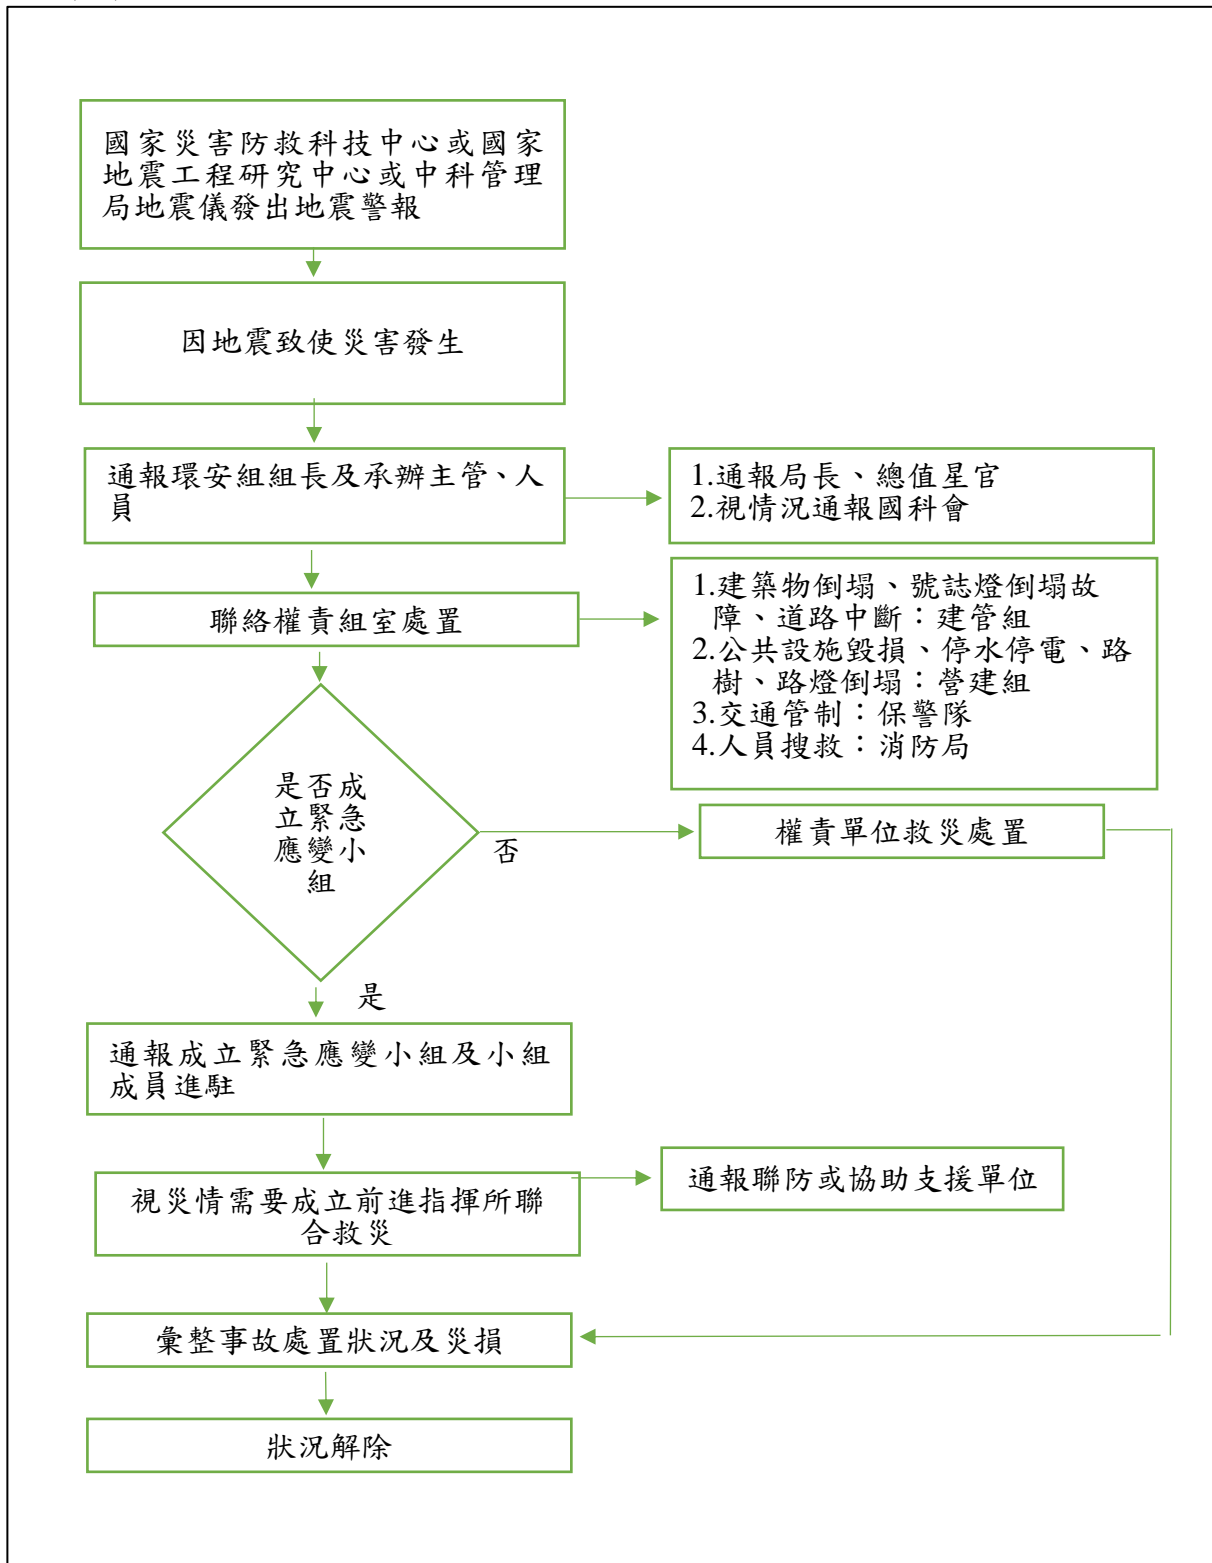 國家災害防救科技中心或國家
地震工程研究中心或中科管理
局地震儀發出地震警報
因地震致使災害發生
通報環安組組長及承辦主管、人
員
1.通報局長、總值星官
2.視情況通報國科會
聯絡權責組室處置
1.建築物倒塌、號誌燈倒塌故
障、道路中斷：建管組
2.公共設施毀損、停水停電、路
樹、路燈倒塌：營建組
3.交通管制：保警隊
4.人員搜救：消防局
是否成
立緊急
應變小
組
否
權責單位救災處置
是
通報成立緊急應變小組及小組
成員進駐
視災情需要成立前進指揮所聯
合救災
通報聯防或協助支援單位
彙整事故處置狀況及災損
狀況解除